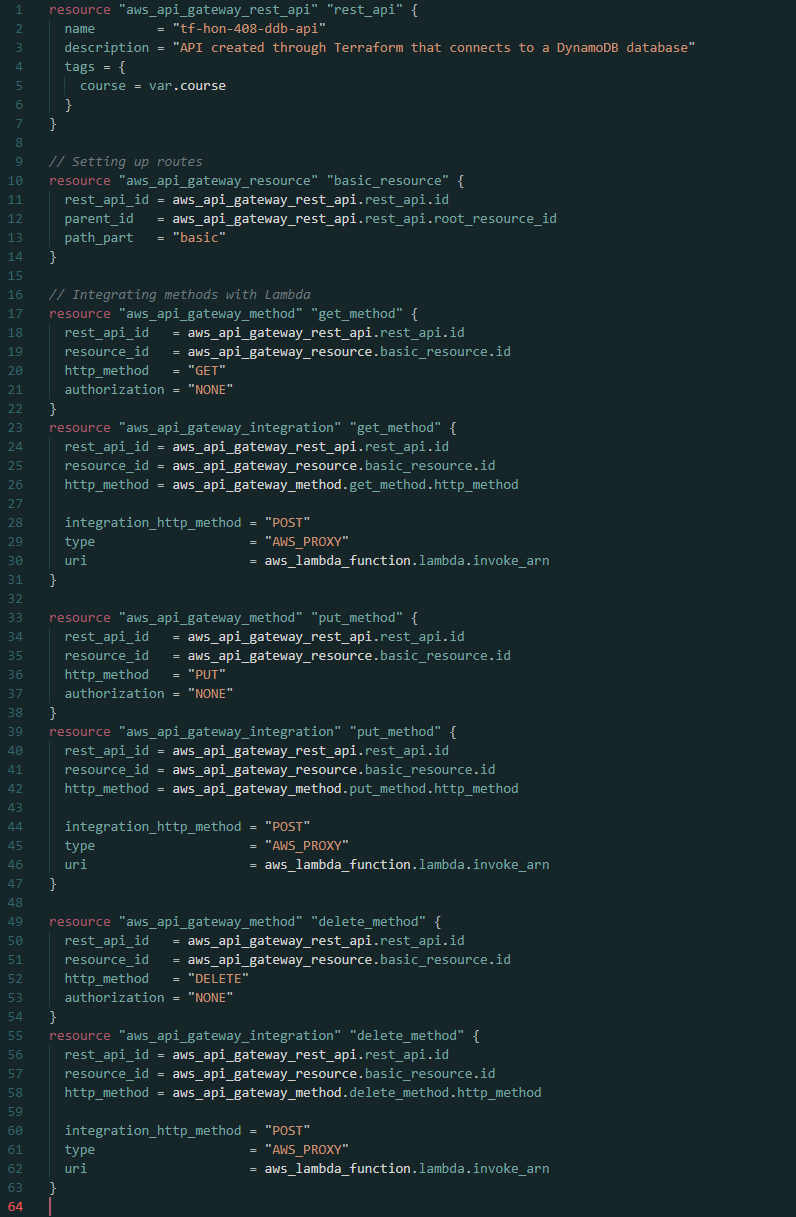 1 resource "aws_api_gateway_rest_api" "rest_api" {
2   name        = "tf-hon-408-ddb-api"
3   description = "API created through Terraform that connects to a DynamoDB database"
4   tags = {
5     course = var.course
6   }
7 }
8
9 // Setting up routes
10 resource "aws_api_gateway_resource" "basic_resource" {
11   rest_api_id = aws_api_gateway_rest_api.rest_api.id
12   parent_id   = aws_api_gateway_rest_api.rest_api.root_resource_id
13   path_part   = "basic"
14 }
15
16 // Integrating methods with Lambda
17 resource "aws_api_gateway_method" "get_method" {
18   rest_api_id   = aws_api_gateway_rest_api.rest_api.id
19   resource_id   = aws_api_gateway_resource.basic_resource.id
20   http_method   = "GET"
21   authorization = "NONE"
22 }
23 resource "aws_api_gateway_integration" "get_method" {
24   rest_api_id = aws_api_gateway_rest_api.rest_api.id
25   resource_id = aws_api_gateway_resource.basic_resource.id
26   http_method = aws_api_gateway_method.get_method.http_method
27
28   integration_http_method = "POST"
29   type                    = "AWS_PROXY"
30   uri                     = aws_lambda_function.lambda.invoke_arn
31 }
32
33 resource "aws_api_gateway_method" "put_method" {
34   rest_api_id   = aws_api_gateway_rest_api.rest_api.id
35   resource_id   = aws_api_gateway_resource.basic_resource.id
36   http_method   = "PUT"
37   authorization = "NONE"
38 }
39 resource "aws_api_gateway_integration" "put_method" {
40   rest_api_id = aws_api_gateway_rest_api.rest_api.id
41   resource_id = aws_api_gateway_resource.basic_resource.id
42   http_method = aws_api_gateway_method.put_method.http_method
43
44   integration_http_method = "POST"
45   type                    = "AWS_PROXY"
46   uri                     = aws_lambda_function.lambda.invoke_arn
47 }
48
49 resource "aws_api_gateway_method" "delete_method" {
50   rest_api_id   = aws_api_gateway_rest_api.rest_api.id
51   resource_id   = aws_api_gateway_resource.basic_resource.id
52   http_method   = "DELETE"
53   authorization = "NONE"
54 }
55 resource "aws_api_gateway_integration" "delete_method" {
56   rest_api_id = aws_api_gateway_rest_api.rest_api.id
57   resource_id = aws_api_gateway_resource.basic_resource.id
58   http_method = aws_api_gateway_method.delete_method.http_method
59
60   integration_http_method = "POST"
61   type                    = "AWS_PROXY"
62   uri                     = aws_lambda_function.lambda.invoke_arn
63 }
64